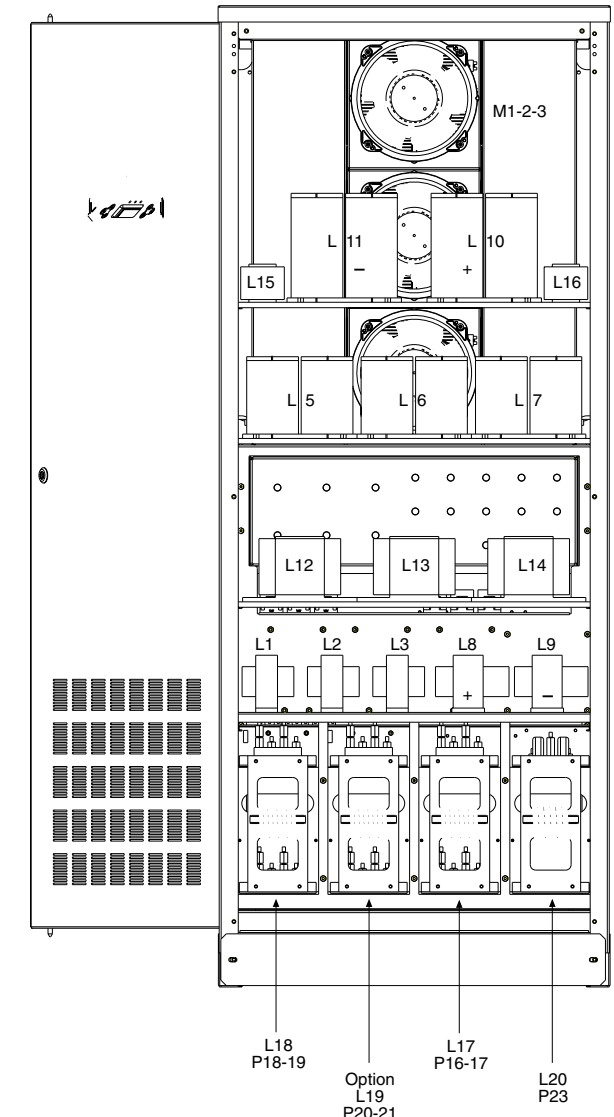 M1-2-3
L 11
–
L 10
+
L15
L16
L 5
L 6
L 7
L12
L13
L14
L1
L2
L3
L8
+
L9
–
L18
P18-19
Option
L19
P20-21
L17
P16-17
L20
P23